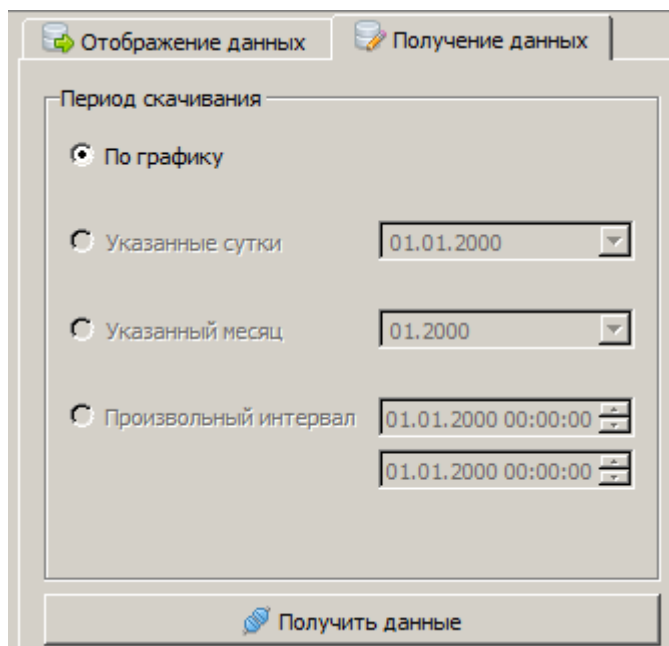 Отображение данных
Получение данных
Период скачивания
По графику
Указанные сутки
01.01.2000
Указанный месяц
01.2000
Произвольный интервал
01.01.2000 00:00:00
01.01.2000 00:00:00
Получить данные